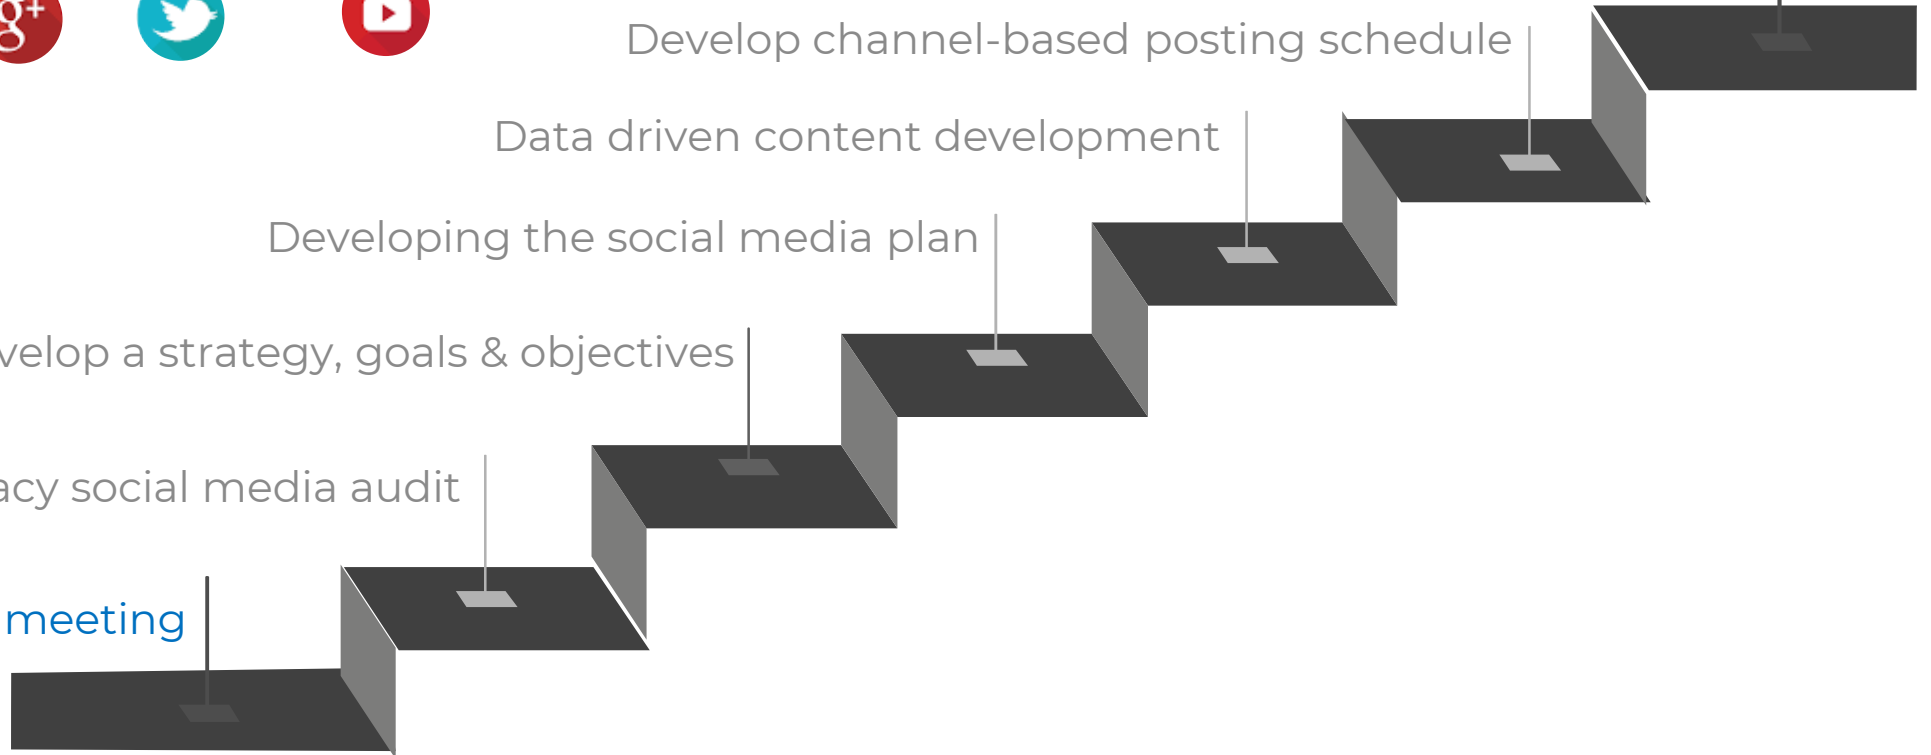 g+
Develop channel-based posting schedule
Data driven content development
Developing the social media plan
velop a strategy, goals & objectives
acy social media audit
meeting